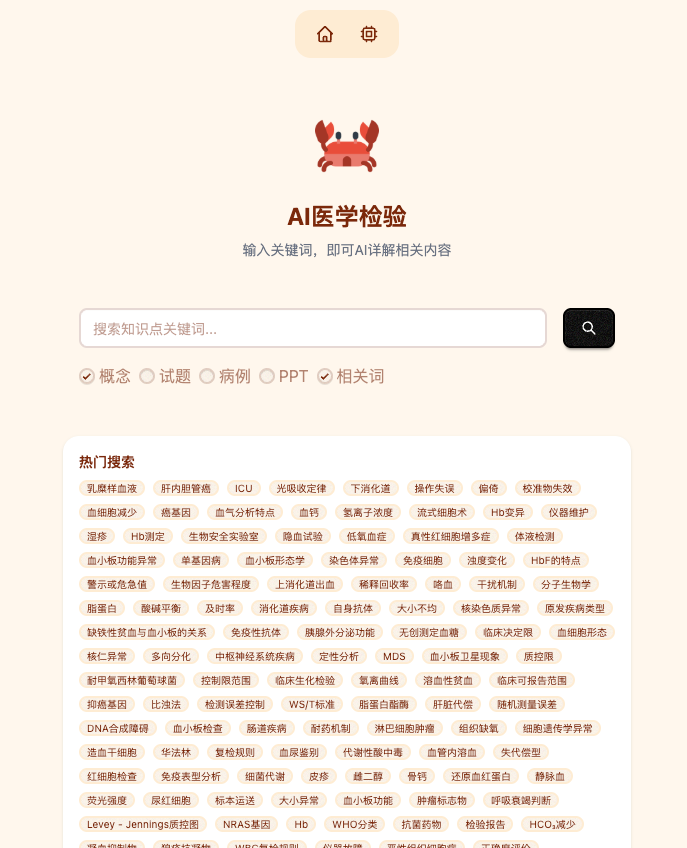 AI医学检验
输入关键词，即可AI详解相关内容
搜索知识点关键词...
概念 试题 病例 PPT 相关词
热门搜索
乳糜样血液 肝内胆管癌 ICU 光吸收定律 下消化道 操作失误 偏倚 校准物失效
血细胞减少 癌基因 血气分析特点 血钙 氢离子浓度 流式细胞术 Hb变异 仪器维护
湿疹 Hb测定 生物安全实验室 隐血试验 低氧血症 真性红细胞增多症 体液检测
血小板功能异常 单基因病 血小板形态学 染色体异常 免疫细胞 浊度变化 HbF的特点
警示或危急值 生物因子危害程度 上消化道出血 稀释回收率 咯血 干扰机制 分子生物学
脂蛋白 酸碱平衡 及时率 消化道疾病 自身抗体 大小不均 核染色质异常 原发疾病类型
缺铁性贫血与血小板的关系 免疫性抗体 胰腺外分泌功能 无创测定血糖 临床决定限 血细胞形态
核仁异常 多向分化 中枢神经系统疾病 定性分析 MDS 血小板卫星现象 质控限
耐甲氧西林葡萄球菌 控制限范围 临床生化检验 氧离曲线 溶血性贫血 临床可报告范围
抑癌基因 比浊法 检测误差控制 WS/T标准 脂蛋白酯酶 肝脏代偿 随机测量误差
DNA合成障碍 血小板检查 肠道疾病 耐药机制 淋巴细胞肿瘤 组织缺氧 细胞遗传学异常
造血干细胞 华法林 复检规则 血尿鉴别 代谢性酸中毒 血管内溶血 失代偿型
红细胞检查 免疫表型分析 细菌代谢 皮疹 雌二醇 骨钙 还原血红蛋白 静脉血
荧光强度 尿红细胞 标本运送 大小异常 血小板功能 肿瘤标志物 呼吸衰竭判断
Levey - Jennings质控图 NRAS基因 Hb WHO分类 抗菌药物 检验报告 HCO₃减少